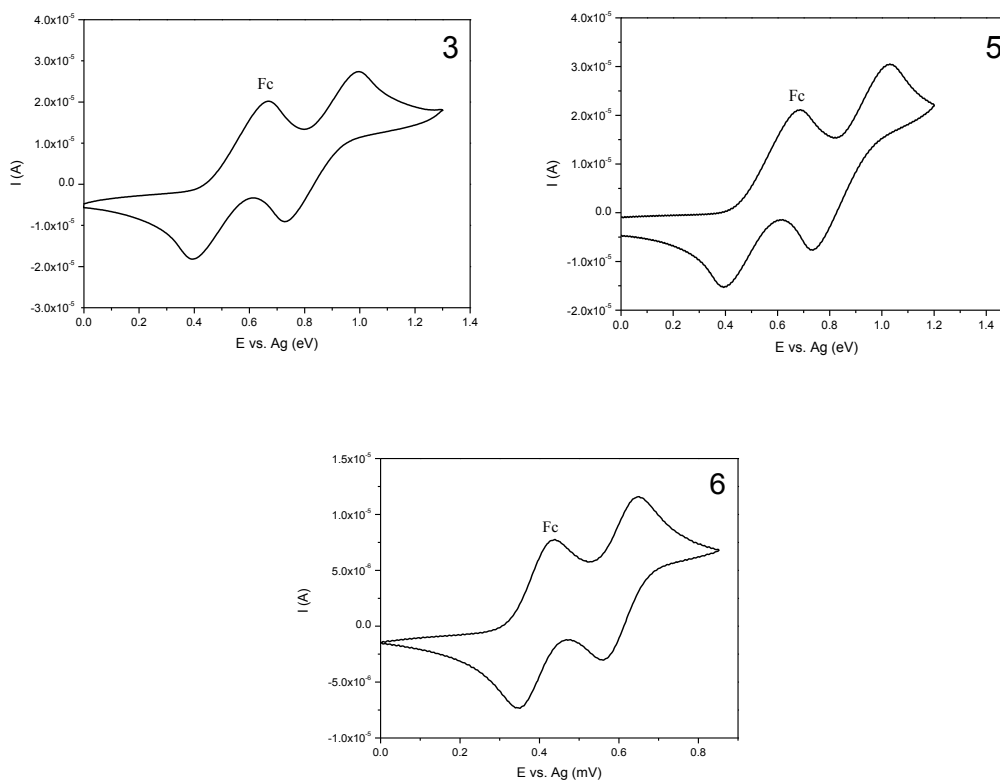 3
Fc
4.0x10⁻⁵
3.0x10⁻⁵
2.0x10⁻⁵
1.0x10⁻⁵
0.0
-1.0x10⁻⁵
-2.0x10⁻⁵
-3.0x10⁻⁵
I (A)
0.0 0.2 0.4 0.6 0.8 1.0 1.2 1.4
E vs. Ag (eV)
5
Fc
4.0x10⁻⁵
3.0x10⁻⁵
2.0x10⁻⁵
1.0x10⁻⁵
0.0
1.0x10⁻⁵
-2.0x10⁻⁵
I (A)
0.0 0.2 0.4 0.6 0.8 1.0 1.2 1.4
E vs. Ag (eV)
6
Fc
1.5x10⁻⁵
1.0x10⁻⁵
5.0x10⁻⁶
0.0
-5.0x10⁻⁶
-1.0x10⁻⁵
I (A)
0.0 0.2 0.4 0.6 0.8
E vs. Ag (mV)